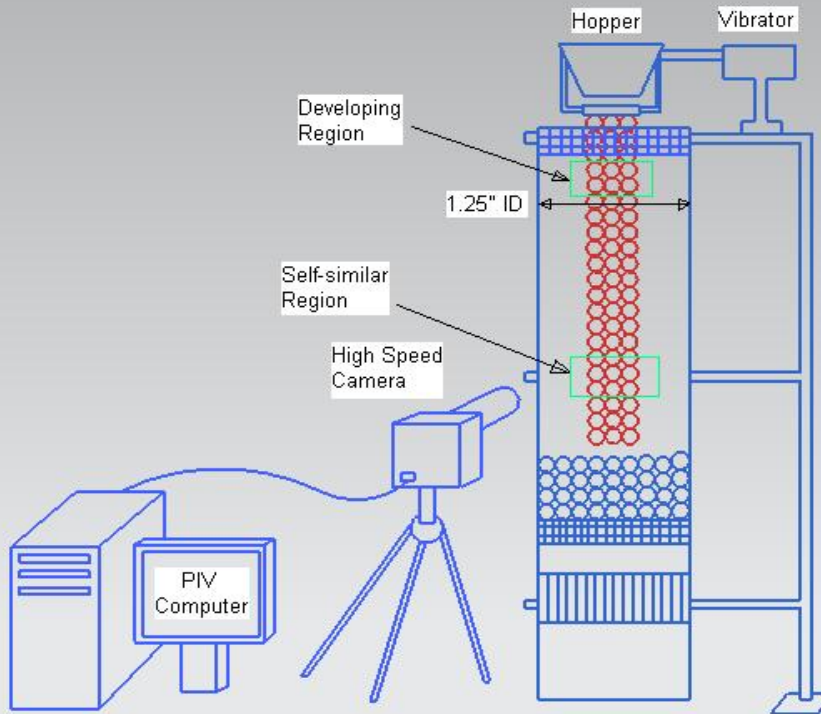 Hopper
Vibrator
Developing
Region
1.25" ID
Self-similar
Region
High Speed
Camera
PIV
Computer